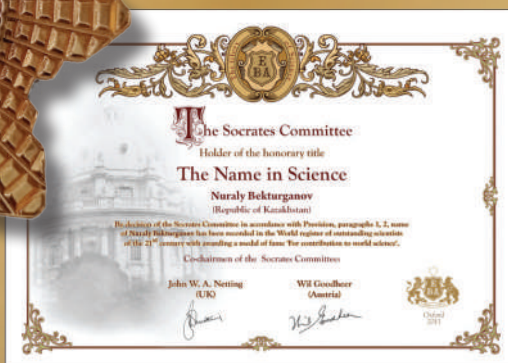 E
BA
The Socrates Committee
Holder of the honorary title
The Name in Science
Nuraly Bekturganov
(Republic of Kazakhstan)
By decision of the Socrates Committee in accordance with Provision, paragraphs 1, 2, name
of Nuraly Bekturganov has been recorded in the World register of outstanding scientists
of the 21st century with awarding a medal of fame 'For contribution to world science'.
Co-chairmen of the Socrates Committees
John W. A. Netting
(UK)
Wil Goodheer
(Austria)
Oxford